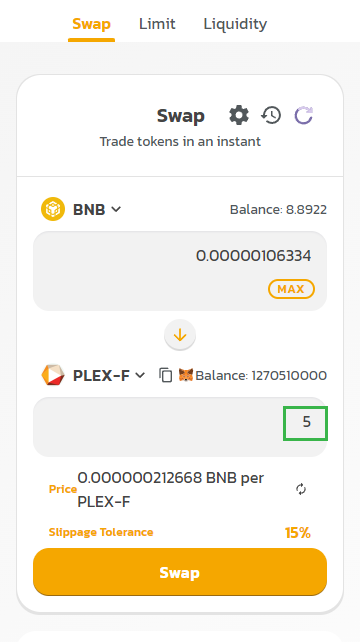 Swap Limit Liquidity
Swap
Trade tokens in an instant
BNB Balance: 8.8922
0.00000106334
MAX
PLEX-F Balance: 1270510000
5
Price 0.000000212668 BNB per
PLEX-F
Slippage Tolerance 15%
Swap